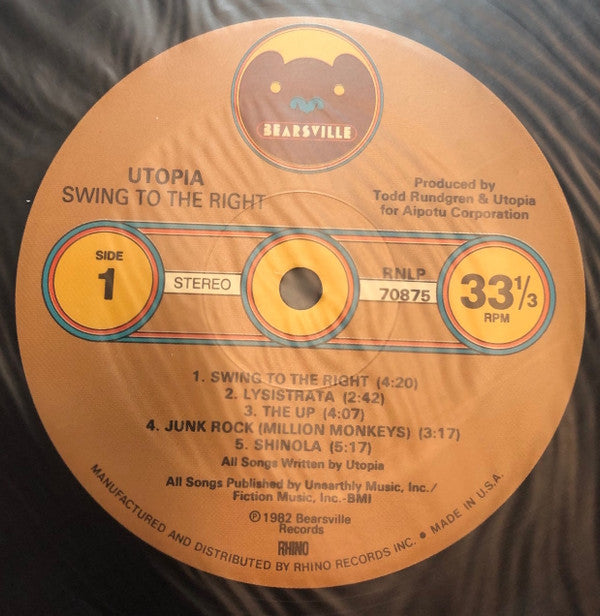 BEARSVILLE
UTOPIA
SWING TO THE RIGHT
Produced by
Todd Rundgren & Utopia
for Aipotu Corporation
SIDE
1
STEREO
RNLP
70875
33 1/3
RPM
1. SWING TO THE RIGHT (4:20)
2. LYSISTRATA (2:42)
3. THE UP (4:07)
4. JUNK ROCK (MILLION MONKEYS) (3:17)
5. SHINOLA (5:17)
All Songs Written by Utopia
All Songs Published by Unearthly Music, Inc./
Fiction Music, Inc.-BMI
℗ 1982 Bearsville
Records
RHINO
MANUFACTURED AND DISTRIBUTED BY RHINO RECORDS INC. • MADE IN U.S.A.